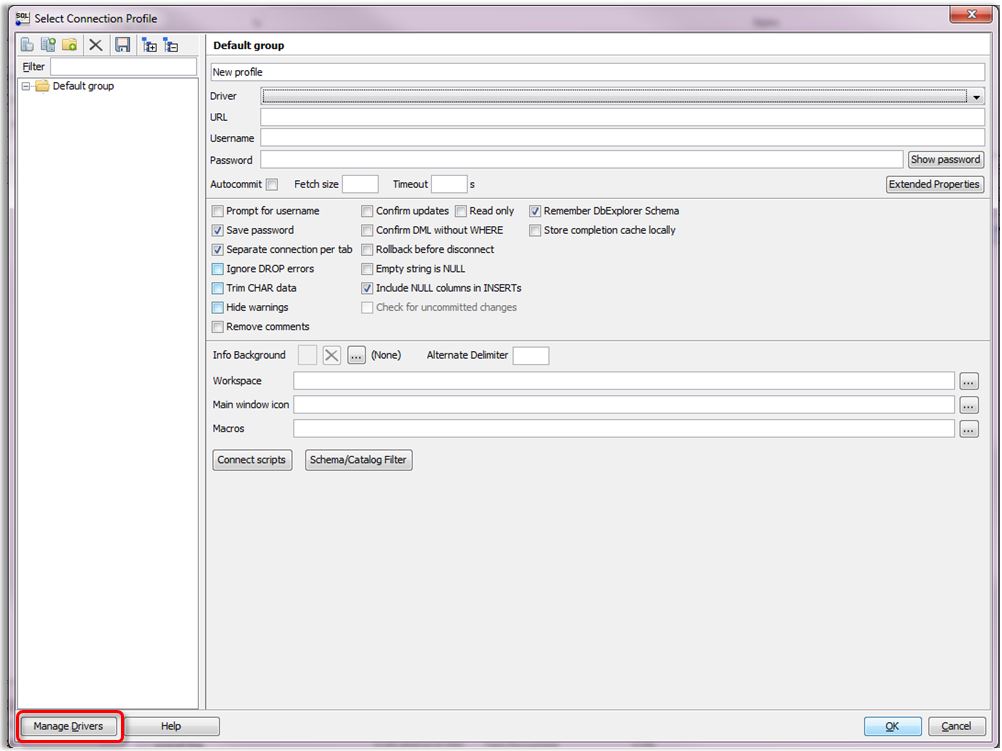 Select Connection Profile
Filter
Default group
Default group
New profile
Driver
URL
Username
Password
Show password
Autocommit Fetch size Timeout s Extended Properties
Prompt for username Confirm updates Read only Remember DbExplorer Schema
Save password Confirm DML without WHERE Store completion cache locally
Separate connection per tab Rollback before disconnect
Ignore DROP errors Empty string is NULL
Trim CHAR data Include NULL columns in INSERTs
Hide warnings Check for uncommitted changes
Remove comments
Info Background ... (None) Alternate Delimiter
Workspace ...
Main window icon ...
Macros ...
Connect scripts Schema/Catalog Filter
Manage Drivers Help OK Cancel